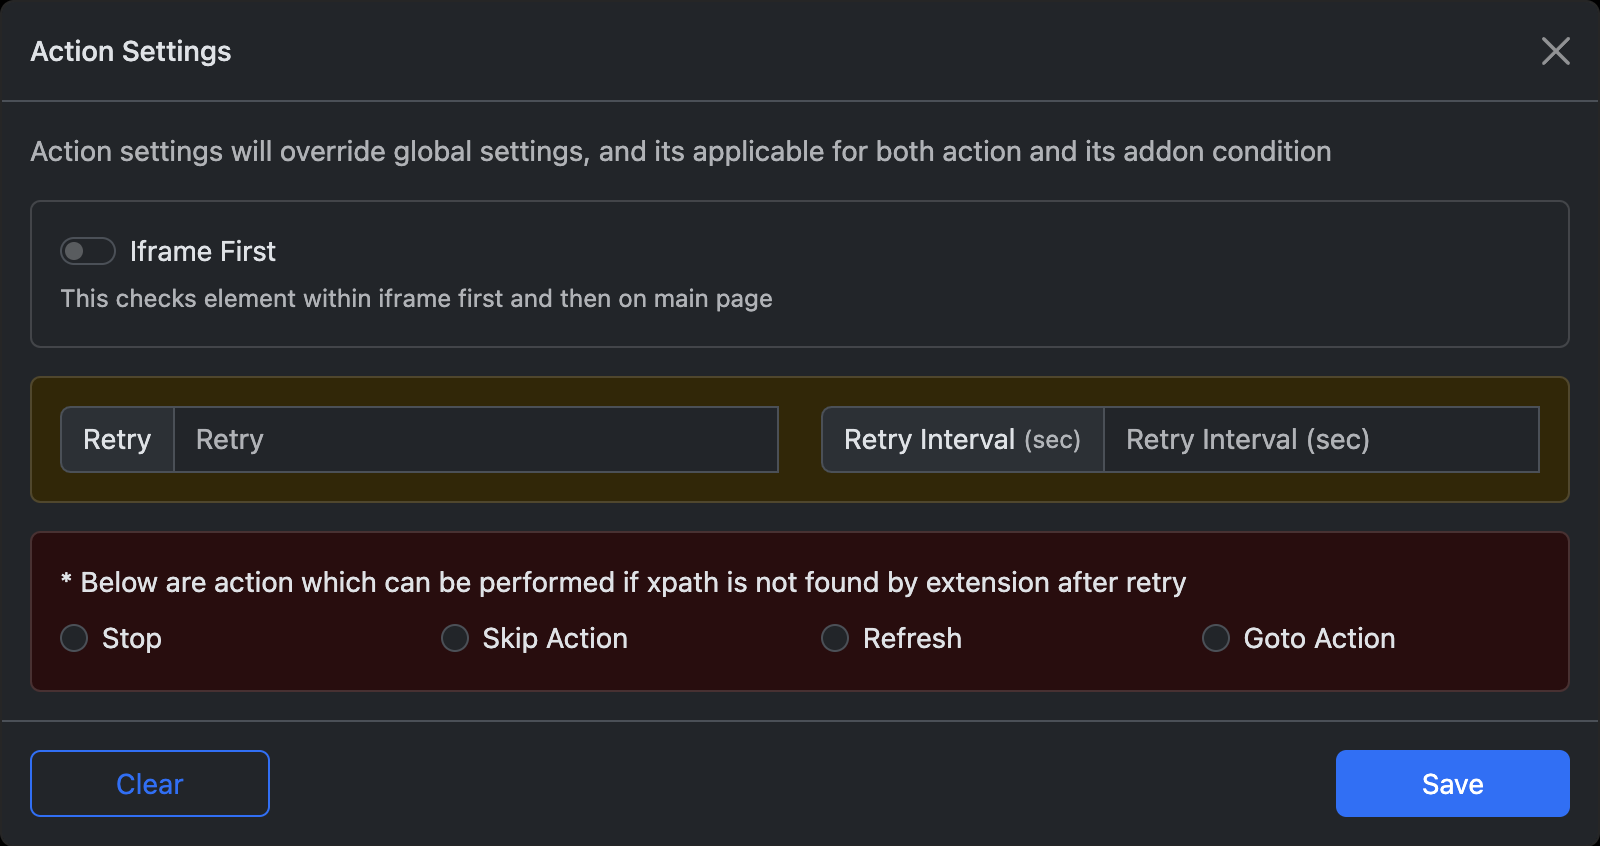 Action Settings
Action settings will override global settings, and its applicable for both action and its addon condition
Iframe First
This checks element within iframe first and then on main page
Retry Retry Retry Interval (sec) Retry Interval (sec)
* Below are action which can be performed if xpath is not found by extension after retry
Stop Skip Action Refresh Goto Action
Clear Save